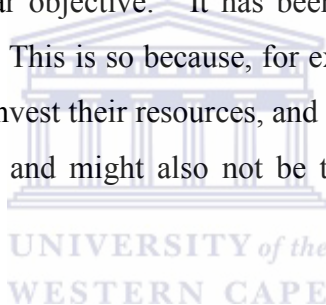 ar objective. It has been
This is so because, for ex
nvest their resources, and
and might also not be t
UNIVERSITY of the
WESTERN CAPE